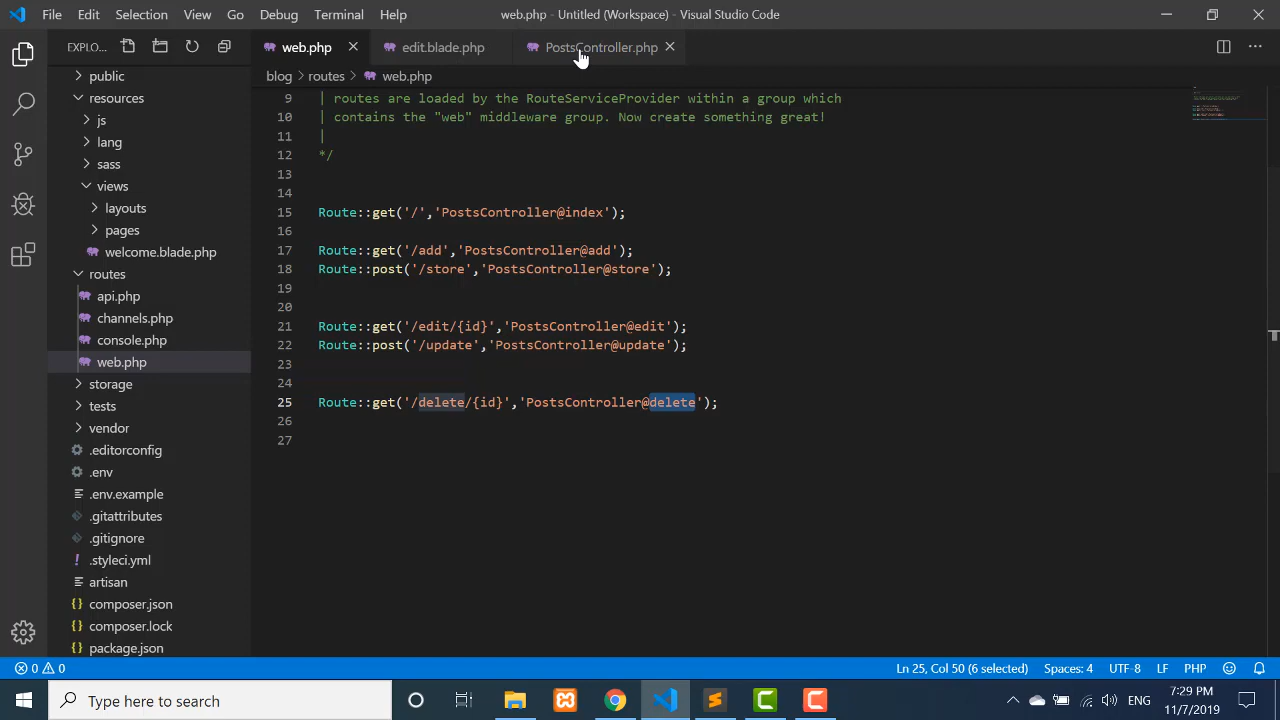 File Edit Selection View Go Debug Terminal Help web.php - Untitled (Workspace) - Visual Studio Code
EXPLO...
web.php edit.blade.php PostsController.php
blog routes web.php
public
resources
js
lang
sass
views
layouts
pages
welcome.blade.php
routes
api.php
channels.php
console.php
web.php
storage
tests
vendor
.editorconfig
.env
.env.example
.gitattributes
.gitignore
.styleci.yml
artisan
composer.json
composer.lock
package.json
9 | routes are loaded by the RouteServiceProvider within a group which
10 | contains the "web" middleware group. Now create something great!
11 |
12 */
13
14
15 Route::get('/','PostsController@index');
16
17 Route::get('/add','PostsController@add');
18 Route::post('/store','PostsController@store');
19
20
21 Route::get('/edit/{id}','PostsController@edit');
22 Route::post('/update','PostsController@update');
23
24
25 Route::get('/delete/{id}','PostsController@delete');
26
27
0 0 Ln 25, Col 50 (6 selected) Spaces: 4 UTF-8 LF PHP
Type here to search
ENG
7:29 PM
11/7/2019